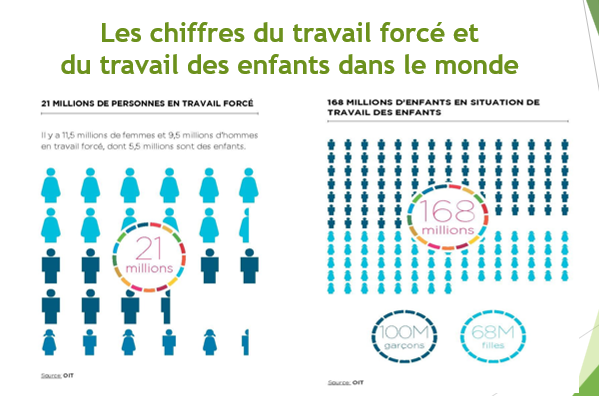 Les chiffres du travail forcé et
du travail des enfants dans le monde
21 MILLIONS DE PERSONNES EN TRAVAIL FORCÉ
Il y a 11,5 millions de femmes et 9,5 millions d'hommes
en travail forcé, dont 5,5 millions sont des enfants.
21
millions
Source: OIT
168 MILLIONS D'ENFANTS EN SITUATION DE
TRAVAIL DES ENFANTS
168
millions
100M
garçons
68M
filles
Source: OIT